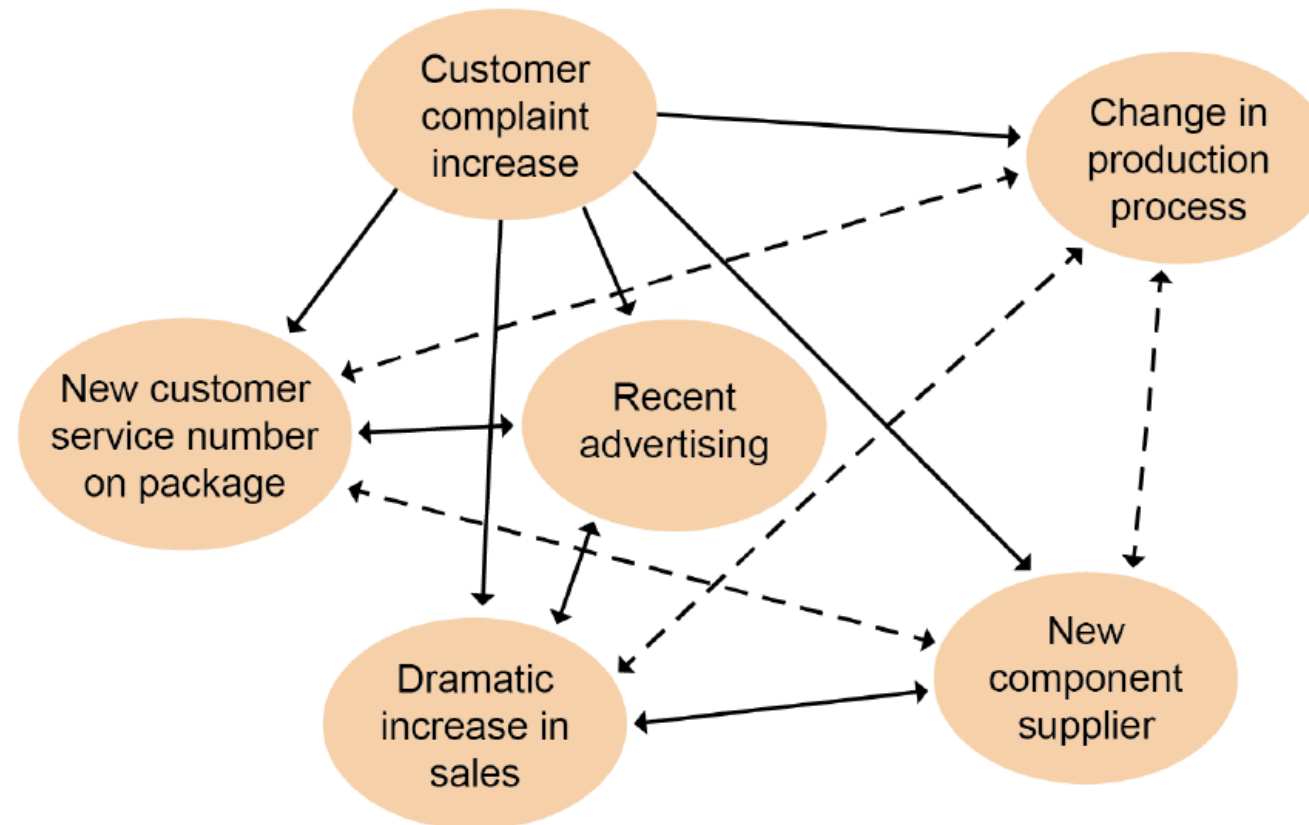 Customer
complaint
increase
Change in
production
process
New customer
service number
on package
Recent
advertising
Dramatic
increase in
sales
New
component
supplier